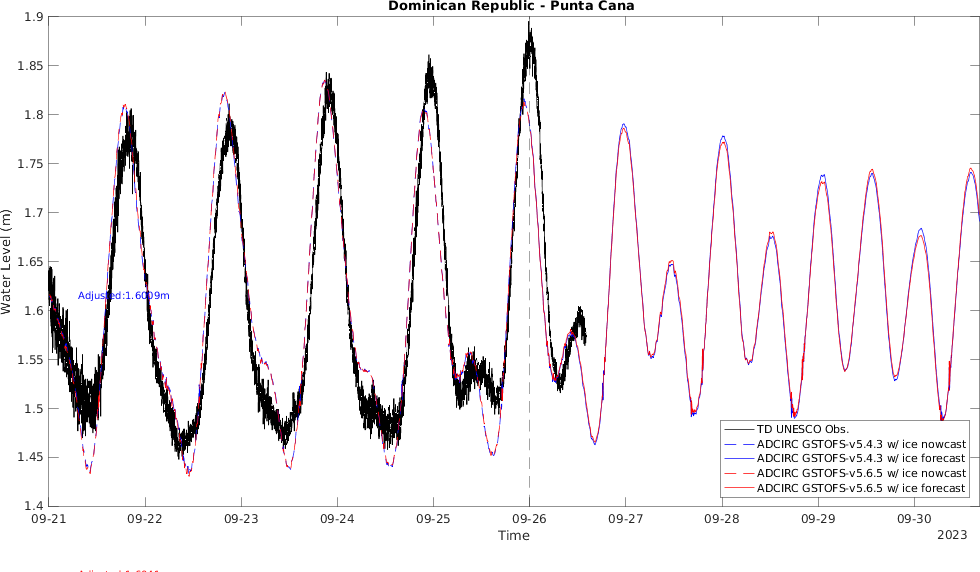 Dominican Republic - Punta Cana
1.9
1.85
1.8
1.75
1.7
1.65
1.6
1.55
1.5
1.45
1.4
Water Level (m)
Adjusted:1.6009m
TD UNESCO Obs.
ADCIRC GSTOFS-v5.4.3 w/ ice nowcast
ADCIRC GSTOFS-v5.4.3 w/ ice forecast
ADCIRC GSTOFS-v5.6.5 w/ ice nowcast
ADCIRC GSTOFS-v5.6.5 w/ ice forecast
09-21 09-22 09-23 09-24 09-25 09-26 09-27 09-28 09-29 09-30
Time
2023